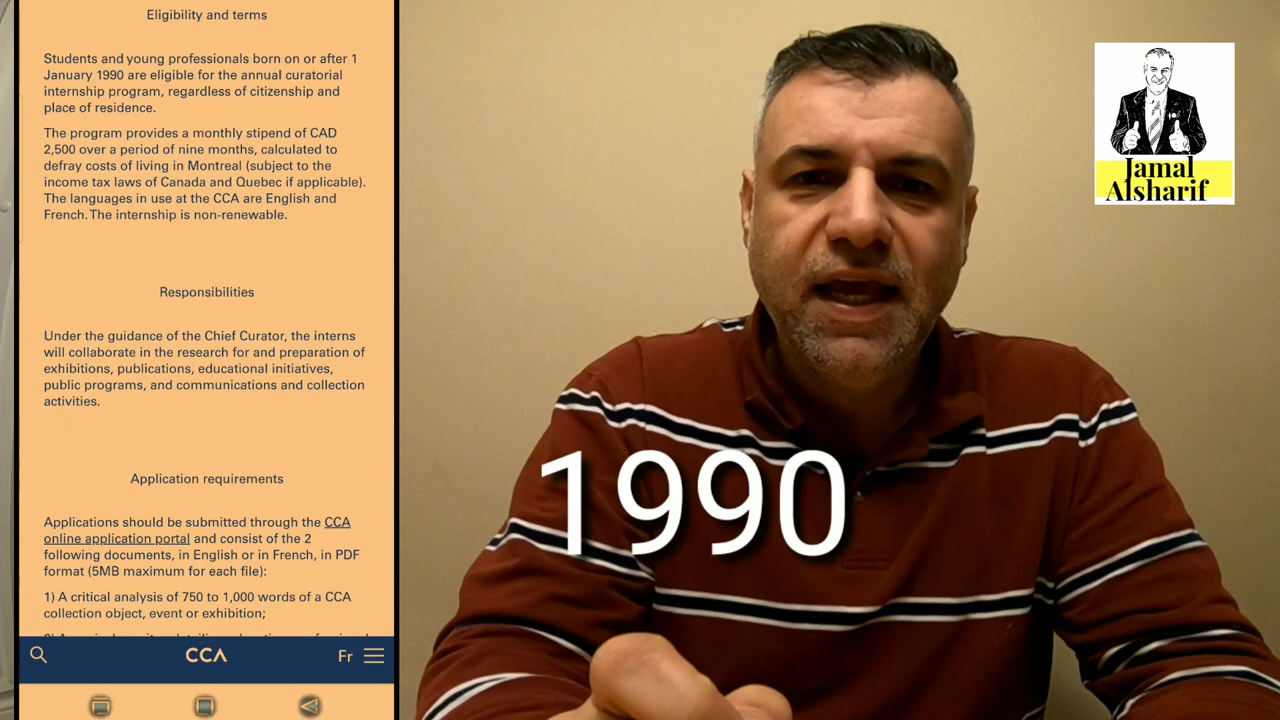 Eligibility and terms
Students and young professionals born on or after 1
January 1990 are eligible for the annual curatorial
internship program, regardless of citizenship and
place of residence.
The program provides a monthly stipend of CAD
2,500 over a period of nine months, calculated to
defray costs of living in Montreal (subject to the
income tax laws of Canada and Quebec if applicable).
The languages in use at the CCA are English and
French. The internship is non-renewable.
Responsibilities
Under the guidance of the Chief Curator, the interns
will collaborate in the research for and preparation of
exhibitions, publications, educational initiatives,
public programs, and communications and collection
activities.
Application requirements
Applications should be submitted through the CCA
online application portal and consist of the 2
following documents, in English or in French, in PDF
format (5MB maximum for each file):
1) A critical analysis of 750 to 1,000 words of a CCA
collection object, event or exhibition;
CCA
Fr
1990
Jamal
Alsharif